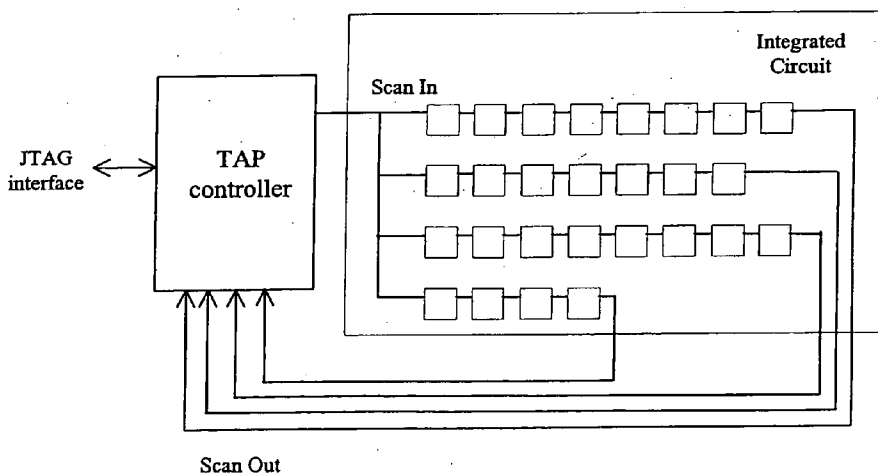 Integrated
Circuit
Scan In
JTAG
interface
TAP
controller
Scan Out